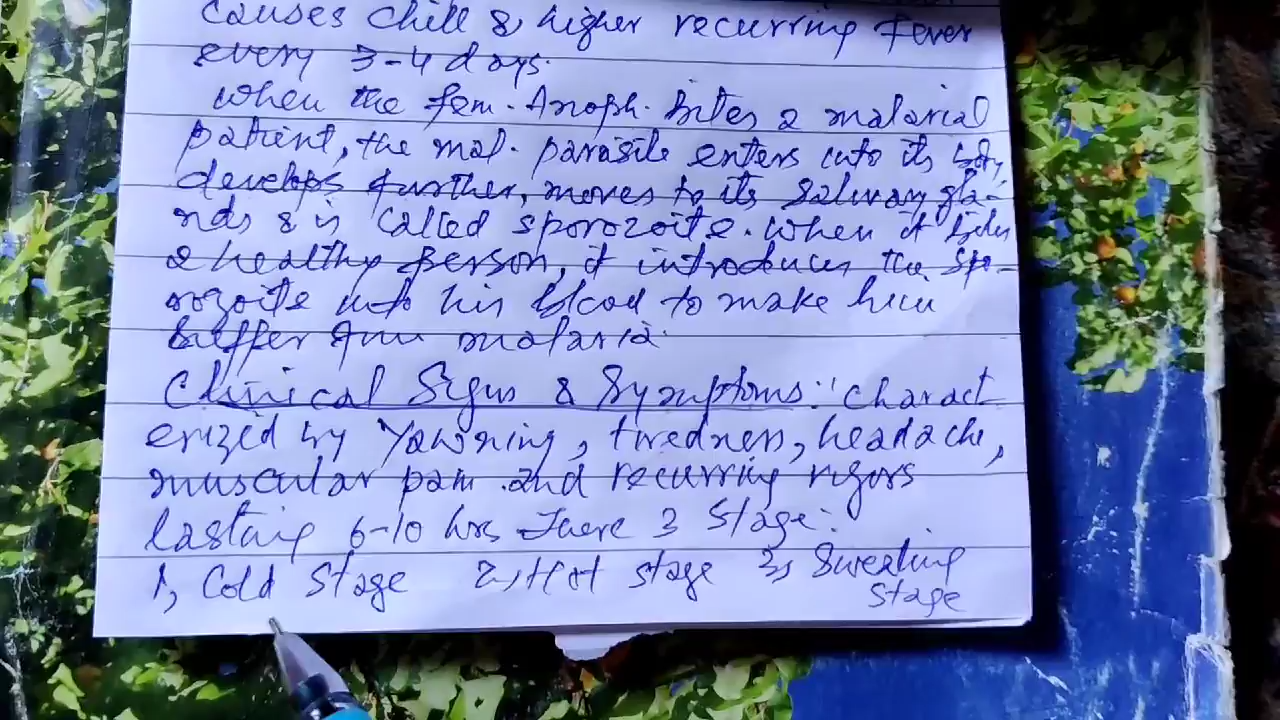 causes chill & higher recurring fever
every 3-4 days.
When the fem. Anoph. bites a malarial
patient, the mal. parasite enters into its body,
develops further, moves to its salivary gla-
nds & is called sporozoite. When it bites
a healthy person, it introduces the spo-
rozoite into his blood to make him
suffer from malaria.
Clinical Signs & Symptoms: Charact
erized by Yawning, tiredness, headache,
muscular pain and recurring rigors
lasting 6-10 hrs There 3 Stage:
1, Cold Stage 2, Hot stage 3, Sweating
Stage